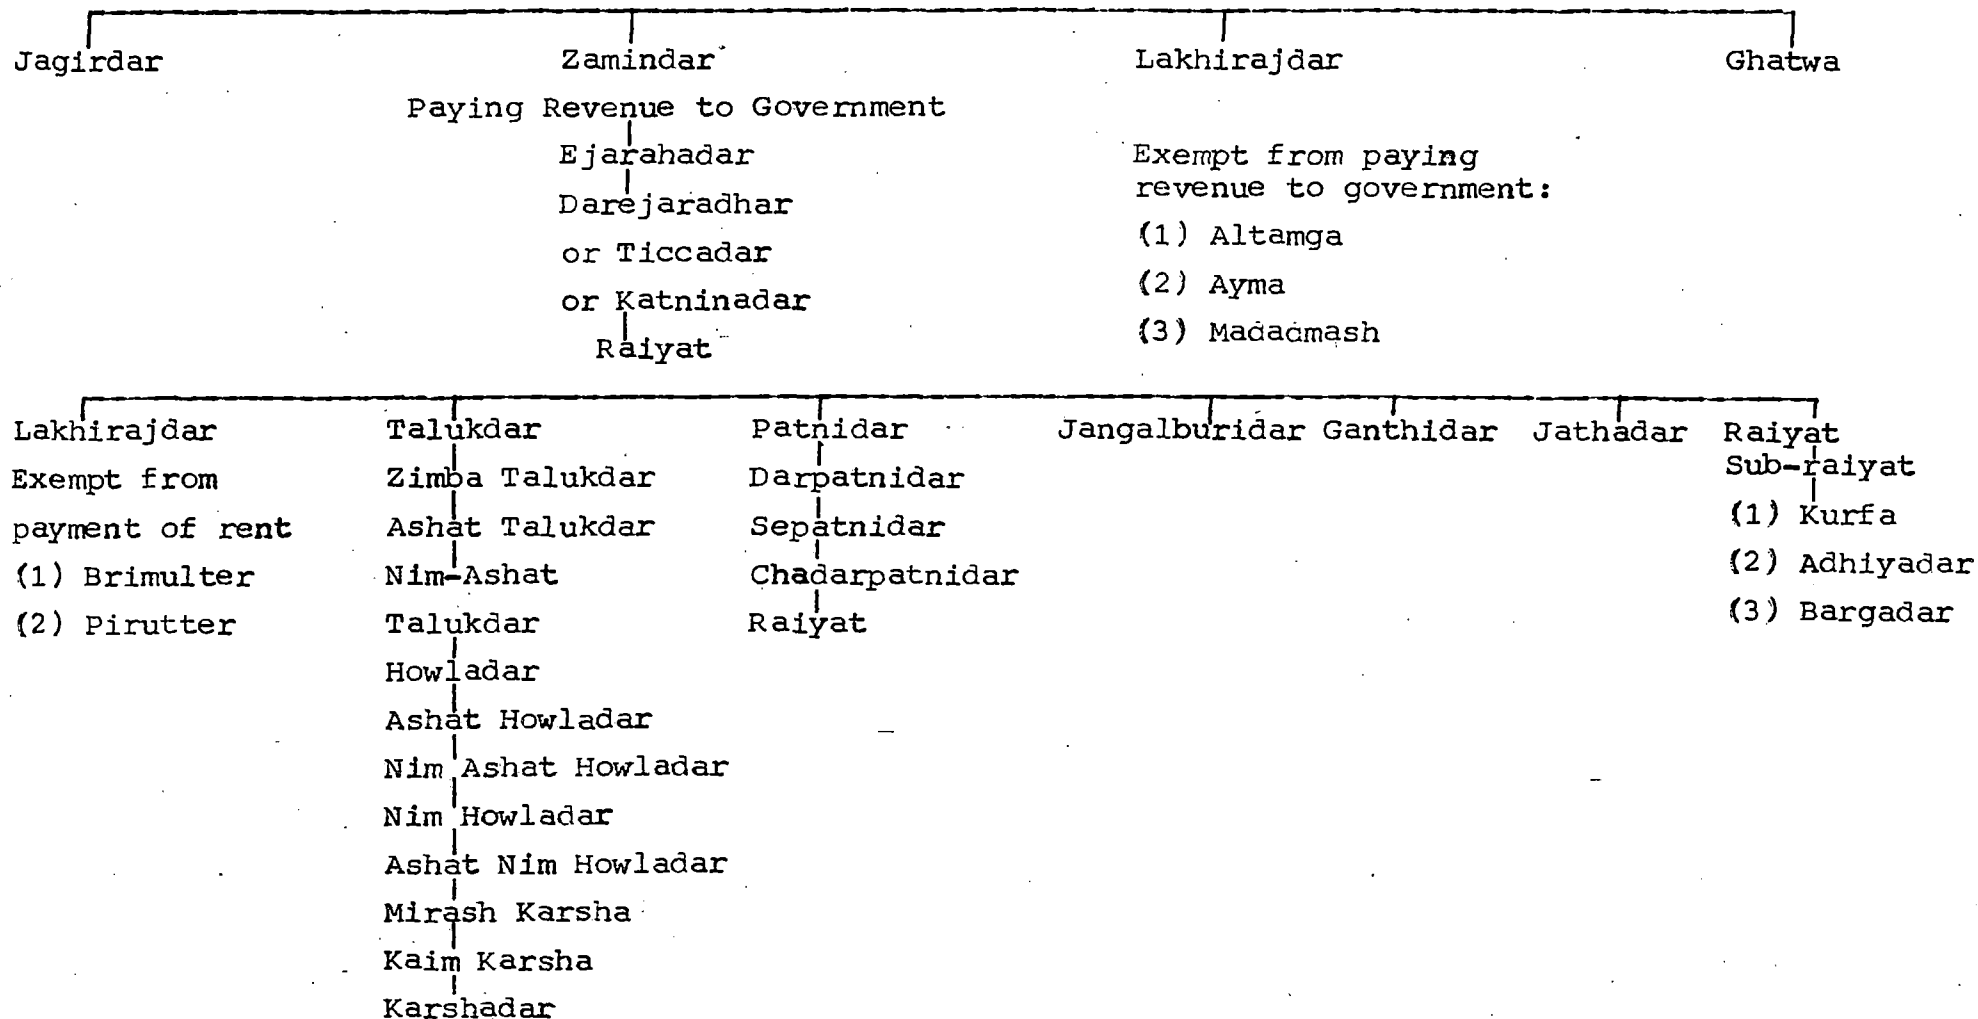 Jagirdar Zamindar Lakhirajdar Ghatwa
Paying Revenue to Government
Ejarahadar
Darejaradhar
or Ticcadar
or Katninadar
Raiyat
Exempt from paying
revenue to government:
(1) Altamga
(2) Ayma
(3) Madadmash
Lakhirajdar
Exempt from
payment of rent
(1) Brimulter
(2) Pirutter
Talukdar
Zimba Talukdar
Ashat Talukdar
Nim-Ashat
Talukdar
Howladar
Ashat Howladar
Nim Ashat Howladar
Nim Howladar
Ashat Nim Howladar
Mirash Karsha
Kaim Karsha
Karshadar
Patnidar
Darpatnidar
Sepatnidar
Chadarpatnidar
Raiyat
Jangalburidar
Ganthidar
Jathadar
Raiyat
Sub-raiyat
(1) Kurfa
(2) Adhiyadar
(3) Bargadar